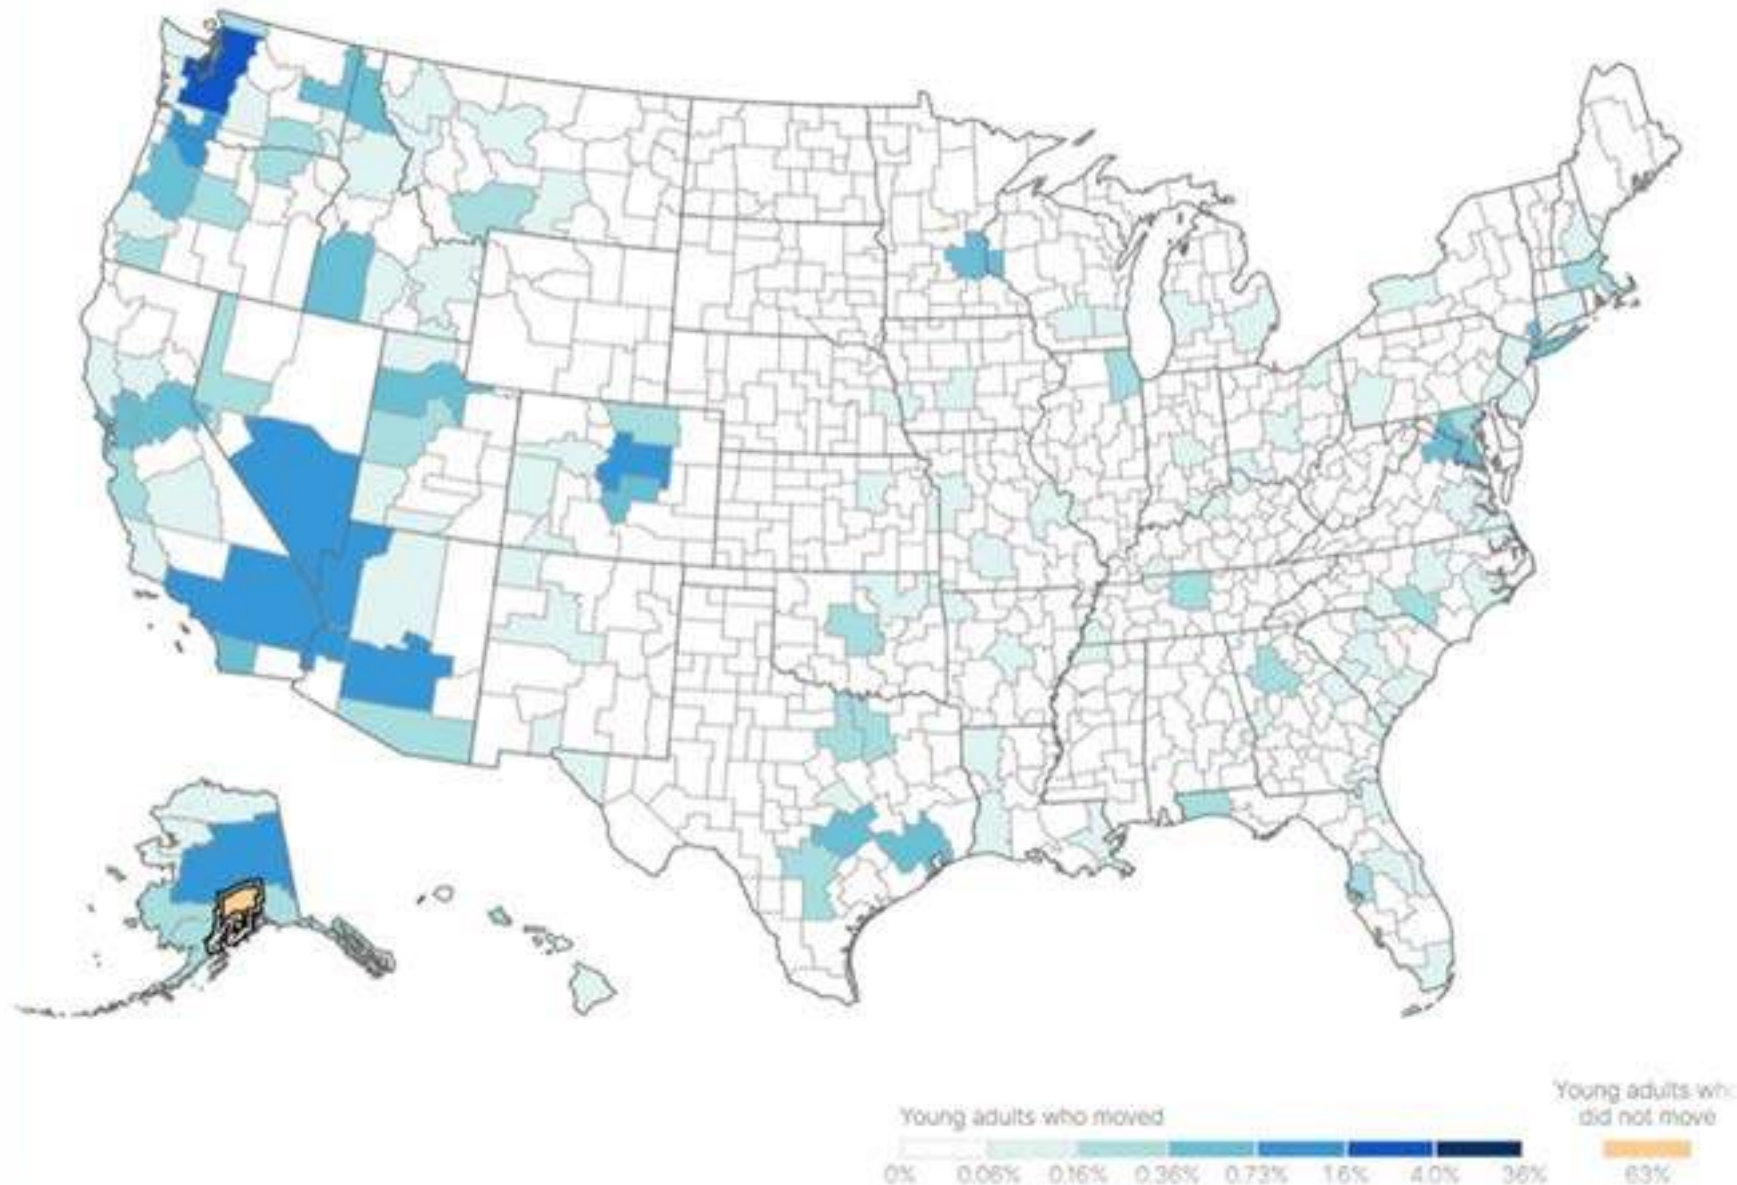 Young adults who moved
0% 0.06% 0.16% 0.36% 0.73% 1.6% 4.0% 36%
Young adults who
did not move
63%